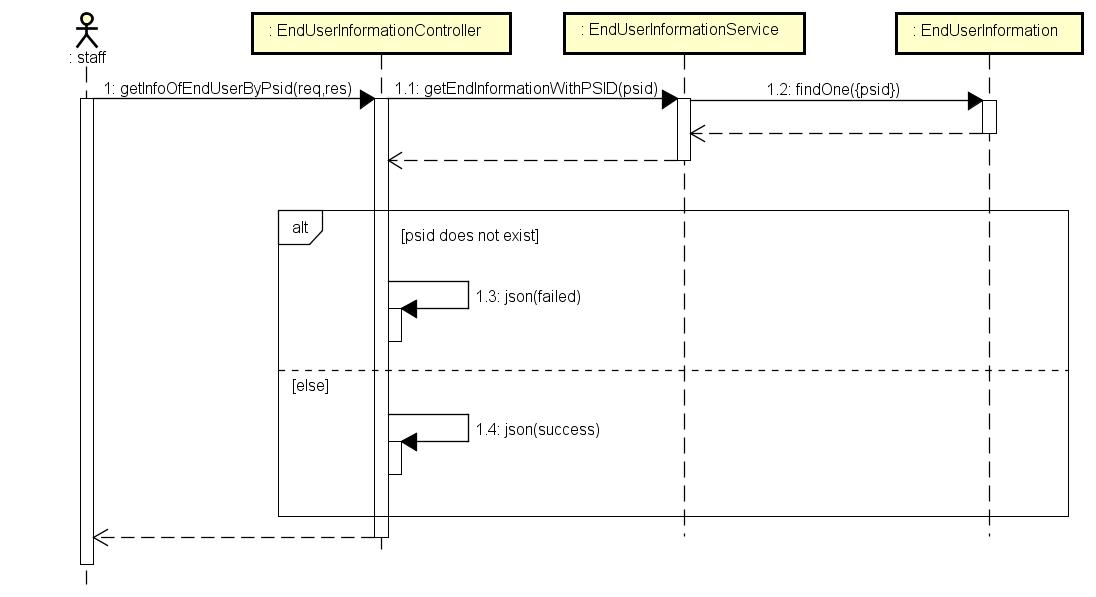 : EndUserInformationController
: EndUserInformationService
: EndUserInformation
: staff
1: getInfoOfEndUserByPsid(req,res)
1.1: getEndInformationWithPSID(psid)
1.2: findOne({psid})
alt
[psid does not exist]
1.3: json(failed)
[else]
1.4: json(success)